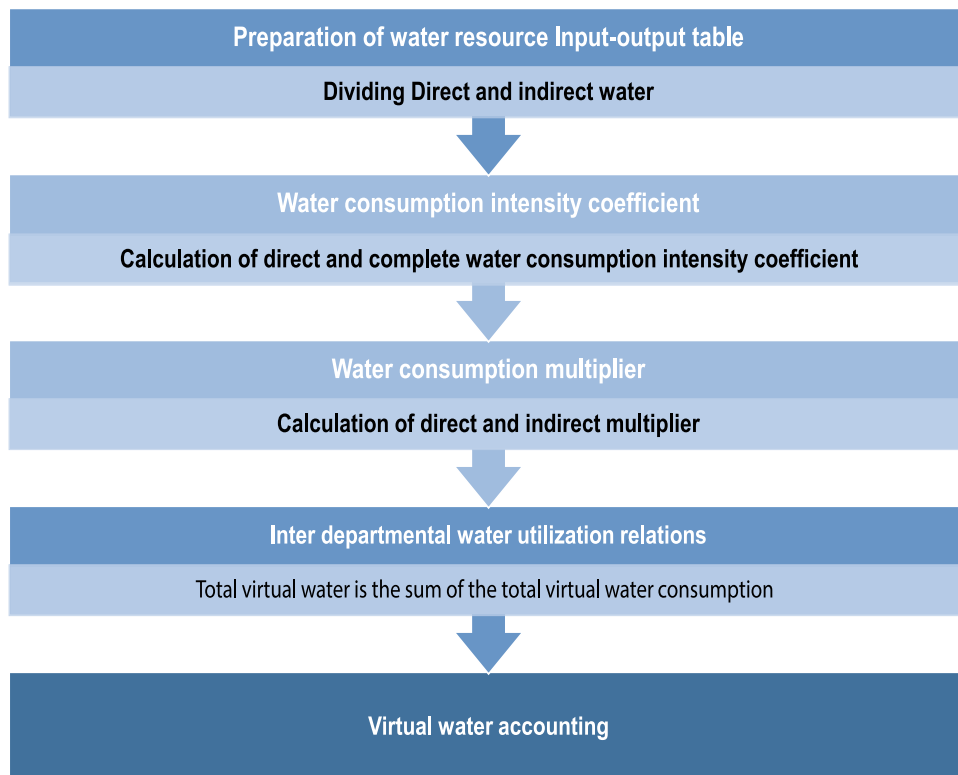 Preparation of water resource Input-output table
Dividing Direct and indirect water
Water consumption intensity coefficient
Calculation of direct and complete water consumption intensity coefficient
Water consumption multiplier
Calculation of direct and indirect multiplier
Inter departmental water utilization relations
Total virtual water is the sum of the total virtual water consumption
Virtual water accounting